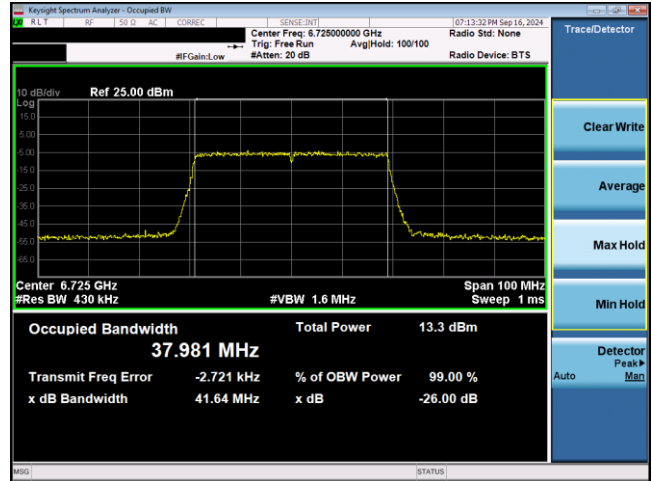 Keysight Spectrum Analyzer - Occupied BW
LXI RLT RF 50 Ω AC CORREC SENSE:INT 07:13:32 PM Sep 16, 2024
Center Freq: 6.725000000 GHz Radio Std: None
Trig: Free Run Avg|Hold: 100/100
#IFGain:Low #Atten: 20 dB Radio Device: BTS
Trace/Detector
10 dB/div Ref 25.00 dBm
Log
15.0
5.00
-5.00
-15.0
-25.0
-35.0
-45.0
-55.0
-65.0
Center 6.725 GHz Span 100 MHz
#Res BW 430 kHz #VBW 1.6 MHz Sweep 1 ms
Occupied Bandwidth Total Power 13.3 dBm
37.981 MHz
Transmit Freq Error -2.721 kHz % of OBW Power 99.00 %
x dB Bandwidth 41.64 MHz x dB -26.00 dB
Clear Write
Average
Max Hold
Min Hold
Detector
Peak▶
Auto Man
MSG STATUS